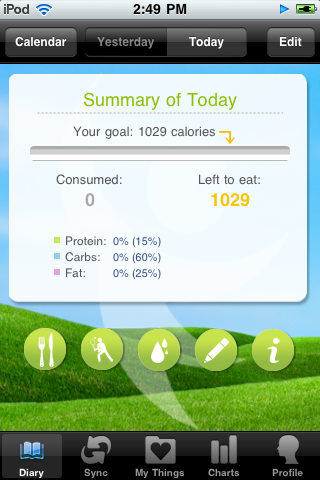 iPod 2:49 PM
Calendar Yesterday Today Edit
Summary of Today
Your goal: 1029 calories
Consumed: Left to eat:
0 1029
Protein: 0% (15%)
Carbs: 0% (60%)
Fat: 0% (25%)
i
Diary Sync My Things Charts Profile